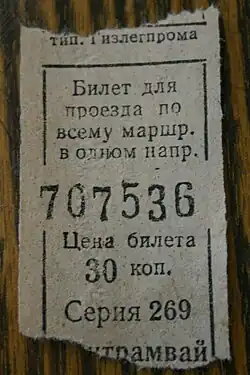 тип. Гизлегпрома
Билет для
проезда по
всему маршр.
в одном напр.
707536
Цена билета
30 коп.
Серия 269
нтрамвай